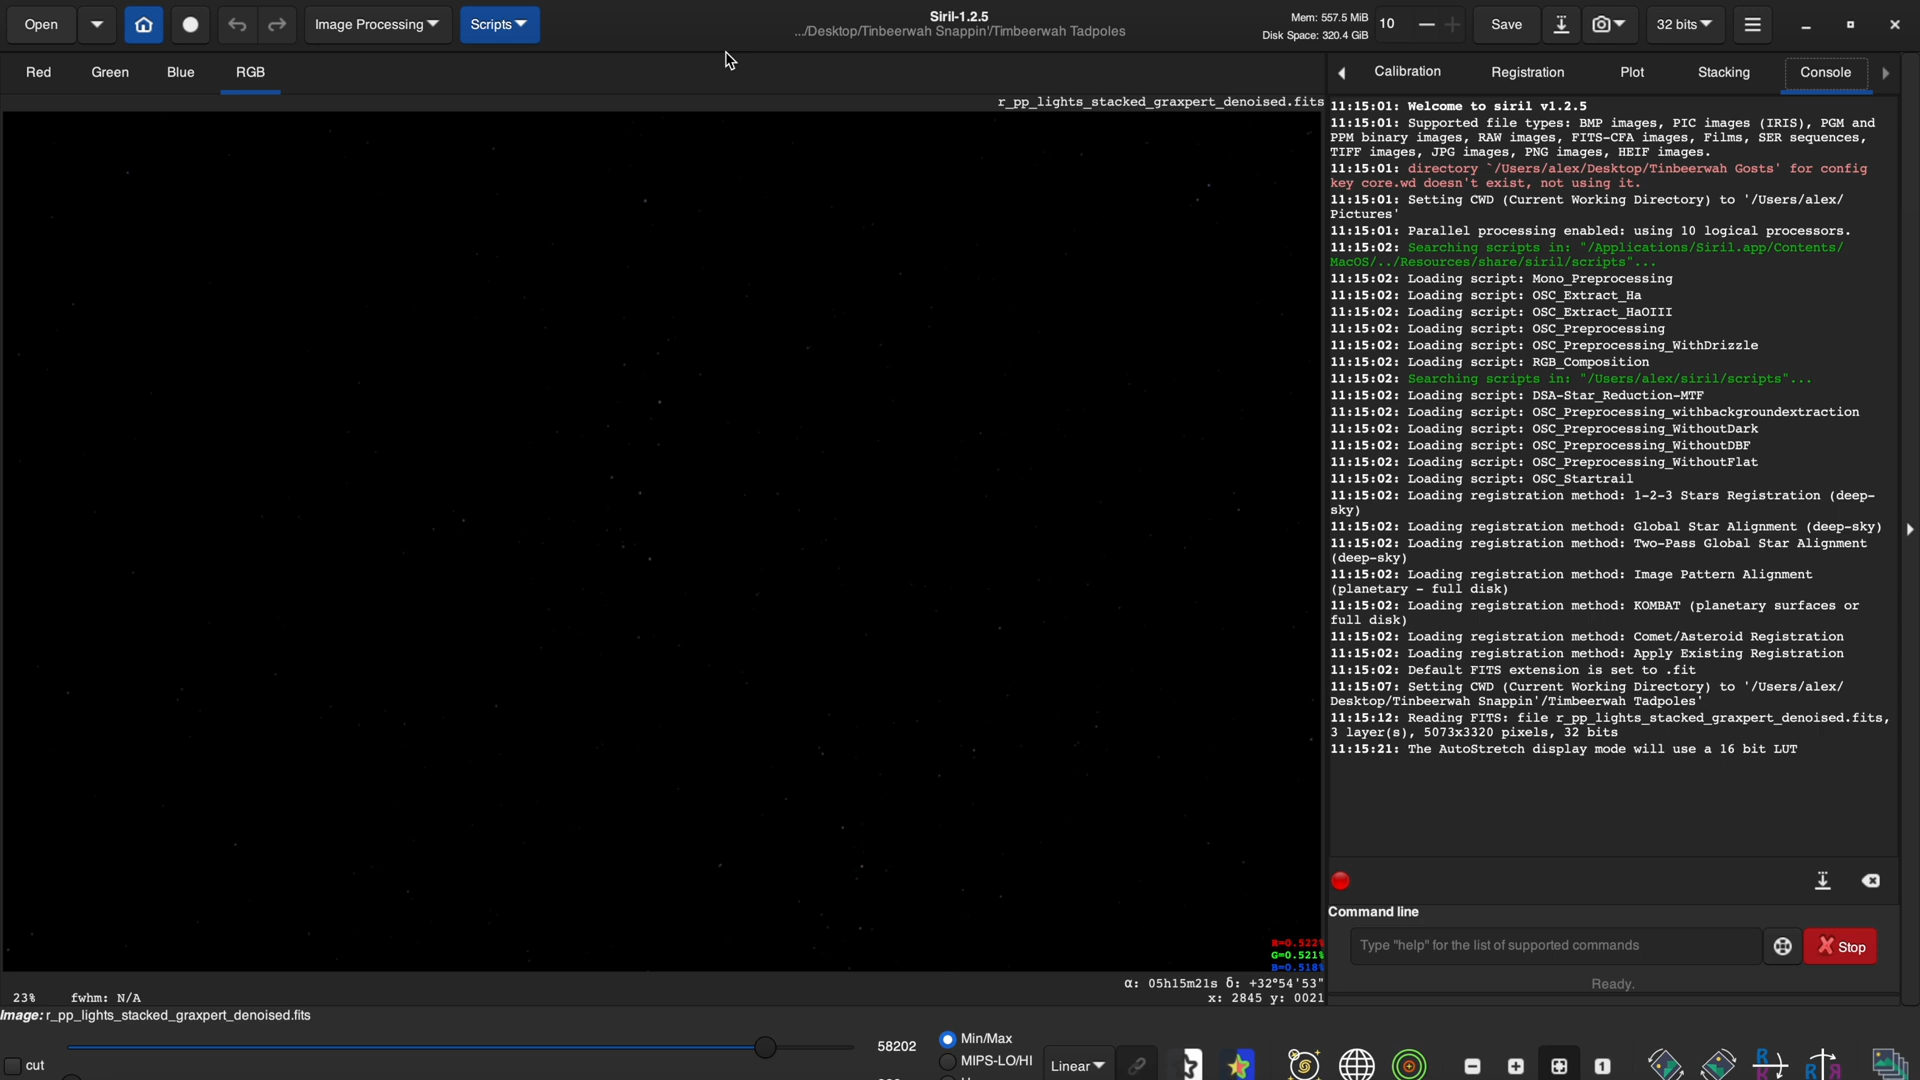 Open
Image Processing
Scripts
Siril-1.2.5
.../Desktop/Tinbeerwah Snappin'/Timbeerwah Tadpoles
Mem: 557.5 MiB
Disk Space: 320.4 GiB
10
Save
32 bits
Red
Green
Blue
RGB
Calibration
Registration
Plot
Stacking
Console
r_pp_lights_stacked_graxpert_denoised.fits
11:15:01: Welcome to siril v1.2.5
11:15:01: Supported file types: BMP images, PIC images (IRIS), PGM and
PPM binary images, RAW images, FITS-CFA images, Films, SER sequences,
TIFF images, JPG images, PNG images, HEIF images.
11:15:01: directory `/Users/alex/Desktop/Tinbeerwah Gosts' for config
key core.wd doesn't exist, not using it.
11:15:01: Setting CWD (Current Working Directory) to '/Users/alex/
Pictures'
11:15:01: Parallel processing enabled: using 10 logical processors.
11:15:02: Searching scripts in: "/Applications/Siril.app/Contents/
MacOS/../Resources/share/siril/scripts"...
11:15:02: Loading script: Mono_Preprocessing
11:15:02: Loading script: OSC_Extract_Ha
11:15:02: Loading script: OSC_Extract_HaOIII
11:15:02: Loading script: OSC_Preprocessing
11:15:02: Loading script: OSC_Preprocessing_WithDrizzle
11:15:02: Loading script: RGB_Composition
11:15:02: Searching scripts in: "/Users/alex/siril/scripts"...
11:15:02: Loading script: DSA-Star_Reduction-MTF
11:15:02: Loading script: OSC_Preprocessing_withbackgroundextraction
11:15:02: Loading script: OSC_Preprocessing_WithoutDark
11:15:02: Loading script: OSC_Preprocessing_WithoutDBF
11:15:02: Loading script: OSC_Preprocessing_WithoutFlat
11:15:02: Loading script: OSC_Startrail
11:15:02: Loading registration method: 1-2-3 Stars Registration (deep-
sky)
11:15:02: Loading registration method: Global Star Alignment (deep-sky)
11:15:02: Loading registration method: Two-Pass Global Star Alignment
(deep-sky)
11:15:02: Loading registration method: Image Pattern Alignment
(planetary - full disk)
11:15:02: Loading registration method: KOMBAT (planetary surfaces or
full disk)
11:15:02: Loading registration method: Comet/Asteroid Registration
11:15:02: Loading registration method: Apply Existing Registration
11:15:02: Default FITS extension is set to .fit
11:15:07: Setting CWD (Current Working Directory) to '/Users/alex/
Desktop/Tinbeerwah Snappin'/Timbeerwah Tadpoles'
11:15:12: Reading FITS: file r_pp_lights_stacked_graxpert_denoised.fits,
3 layer(s), 5073x3320 pixels, 32 bits
11:15:21: The AutoStretch display mode will use a 16 bit LUT
Command line
Type "help" for the list of supported commands
Stop
Ready.
R=0.522%
G=0.521%
B=0.518%
α: 05h15m21s δ: +32°54'53"
x: 2845 y: 0021
23%
fwhm: N/A
Image: r_pp_lights_stacked_graxpert_denoised.fits
58202
Min/Max
MIPS-LO/HI
cut
Linear